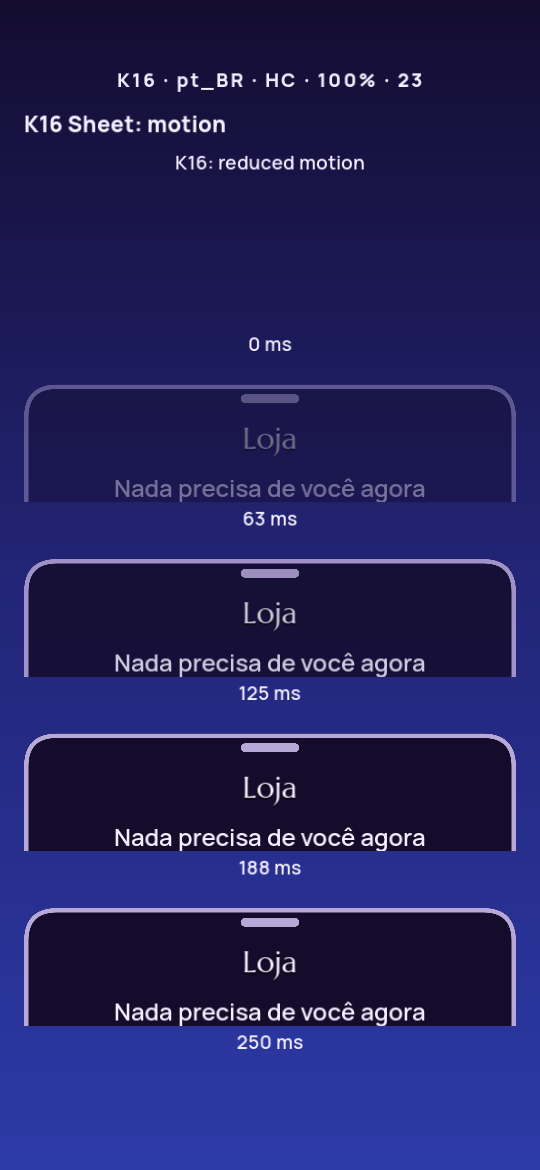 K16 · pt_BR · HC · 100% · 23
K16 Sheet: motion
K16: reduced motion
0 ms
Loja
Nada precisa de você agora
63 ms
Loja
Nada precisa de você agora
125 ms
Loja
Nada precisa de você agora
188 ms
Loja
Nada precisa de você agora
250 ms